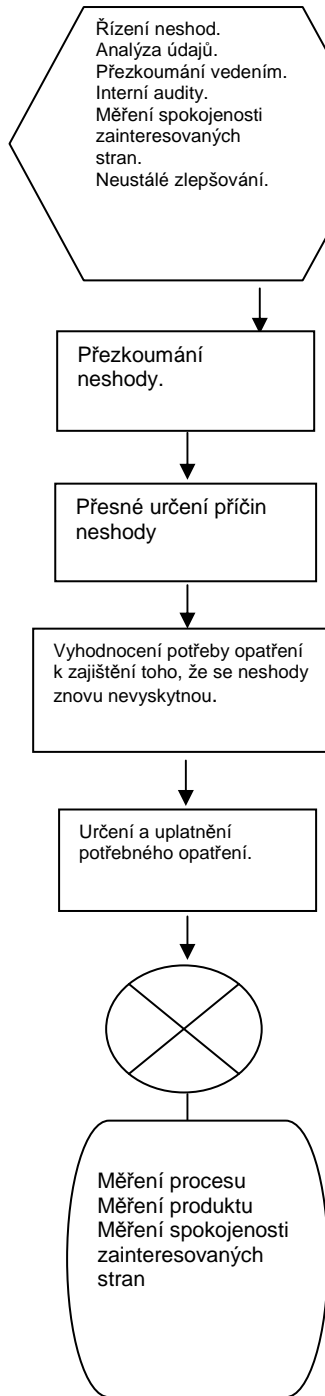 Řízení neshod.
Analýza údajů.
Přezkoumání vedením.
Interní audity.
Měření spokojenosti
zainteresovaných
stran.
Neustálé zlepšování.
Přezkoumání
neshody.
Přesné určení příčin
neshody
Vyhodnocení potřeby opatření
k zajištění toho, že se neshody
znovu nevyskytnou.
Určení a uplatnění
potřebného opatření.
Měření procesu
Měření produktu
Měření spokojenosti
zainteresovaných
stran